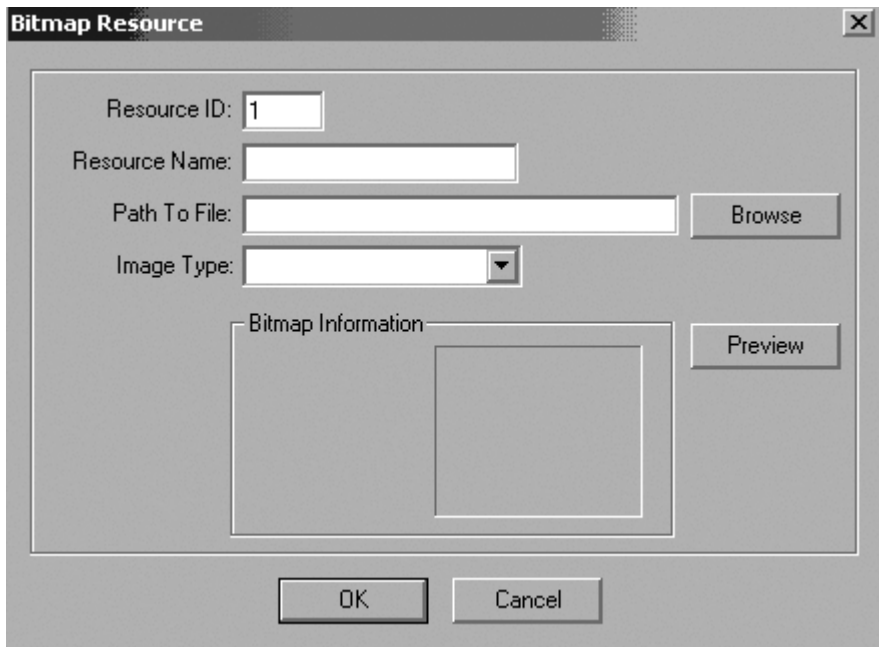 Bitmap Resource
Resource ID: 1
Resource Name:
Path To File:
Browse
Image Type:
Bitmap Information
Preview
OK
Cancel